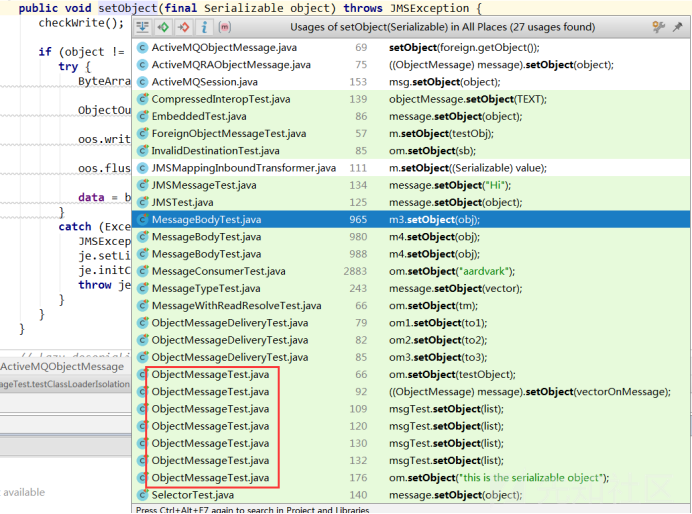 public void setObject(final Serializable object) throws JMSException {
checkWrite();
Usages of setObject(Serializable) in All Places (27 usages found)
if (object !=
try {
ByteArra
ObjectOu
oos.writ
oos.flus
data = b
}
catch (Exce
JMSExcep
je.setLi
je.initC
throw je
}
}
}
ActiveMQObjectMessage
ageTest.testClassLoaderIsolation
available
ActiveMQObjectMessage.java 69 setObject(foreign.getObject());
ActiveMQRAObjectMessage.java 75 ((ObjectMessage) message).setObject(object);
ActiveMQSession.java 153 msg.setObject(object);
CompressedInteropTest.java 139 objectMessage.setObject(TEXT);
EmbeddedTest.java 86 message.setObject(object);
ForeignObjectMessageTest.java 57 m.setObject(testObj);
InvalidDestinationTest.java 85 om.setObject(sb);
JMSMappingInboundTransformer.java 111 m.setObject((Serializable) value);
JMSMessageTest.java 134 message.setObject("Hi");
JMSTest.java 125 message.setObject(object);
MessageBodyTest.java 965 m3.setObject(obj);
MessageBodyTest.java 980 m4.setObject(obj);
MessageBodyTest.java 988 m4.setObject(obj);
MessageConsumerTest.java 2883 om.setObject("aardvark");
MessageTypeTest.java 243 message.setObject(vector);
MessageWithReadResolveTest.java 66 om.setObject(tm);
ObjectMessageDeliveryTest.java 79 om1.setObject(to1);
ObjectMessageDeliveryTest.java 82 om2.setObject(to2);
ObjectMessageDeliveryTest.java 85 om3.setObject(to3);
ObjectMessageTest.java 66 om.setObject(testObject);
ObjectMessageTest.java 92 ((ObjectMessage) message).setObject(vectorOnMessage);
ObjectMessageTest.java 109 msgTest.setObject(list);
ObjectMessageTest.java 120 msgTest.setObject(list);
ObjectMessageTest.java 130 msgTest.setObject(list);
ObjectMessageTest.java 132 msgTest.setObject(list);
ObjectMessageTest.java 176 om.setObject("this is the serializable object");
SelectorTest.java 140 message.setObject(object);
Press Ctrl+Alt+F7 again to search in Project and Libraries